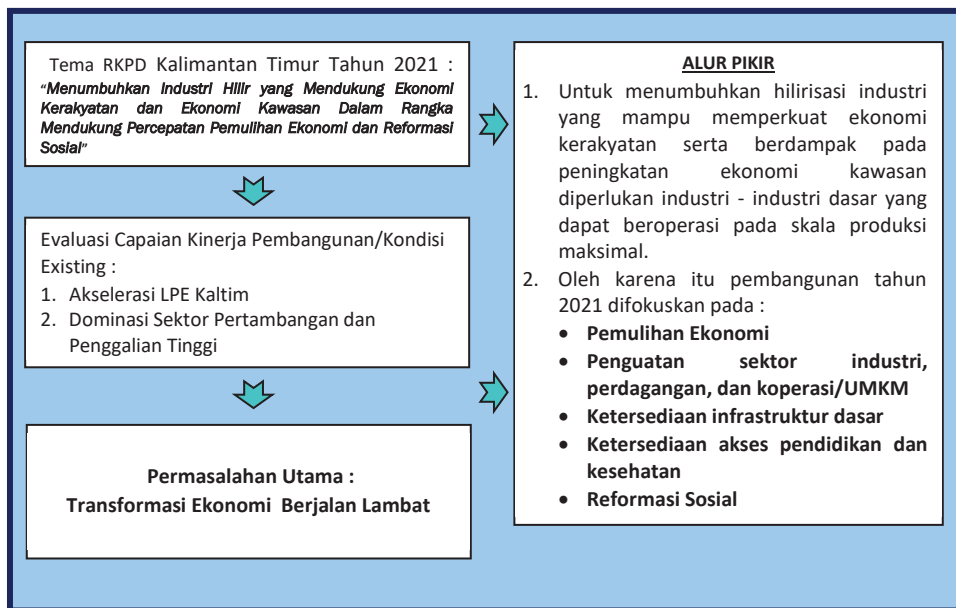 Tema RKPD Kalimantan Timur Tahun 2021 :
"Menumbuhkan Industri Hilir yang Mendukung Ekonomi
Kerakyatan dan Ekonomi Kawasan Dalam Rangka
Mendukung Percepatan Pemulihan Ekonomi dan Reformasi
Sosial"
Evaluasi Capaian Kinerja Pembangunan/Kondisi
Existing :
1. Akselerasi LPE Kaltim
2. Dominasi Sektor Pertambangan dan
Penggalian Tinggi
Permasalahan Utama :
Transformasi Ekonomi Berjalan Lambat
ALUR PIKIR
1. Untuk menumbuhkan hilirisasi industri
yang mampu memperkuat ekonomi
kerakyatan serta berdampak pada
peningkatan ekonomi kawasan
diperlukan industri - industri dasar yang
dapat beroperasi pada skala produksi
maksimal.
2. Oleh karena itu pembangunan tahun
2021 difokuskan pada :
• Pemulihan Ekonomi
• Penguatan sektor industri,
perdagangan, dan koperasi/UMKM
• Ketersediaan infrastruktur dasar
• Ketersediaan akses pendidikan dan
kesehatan
• Reformasi Sosial